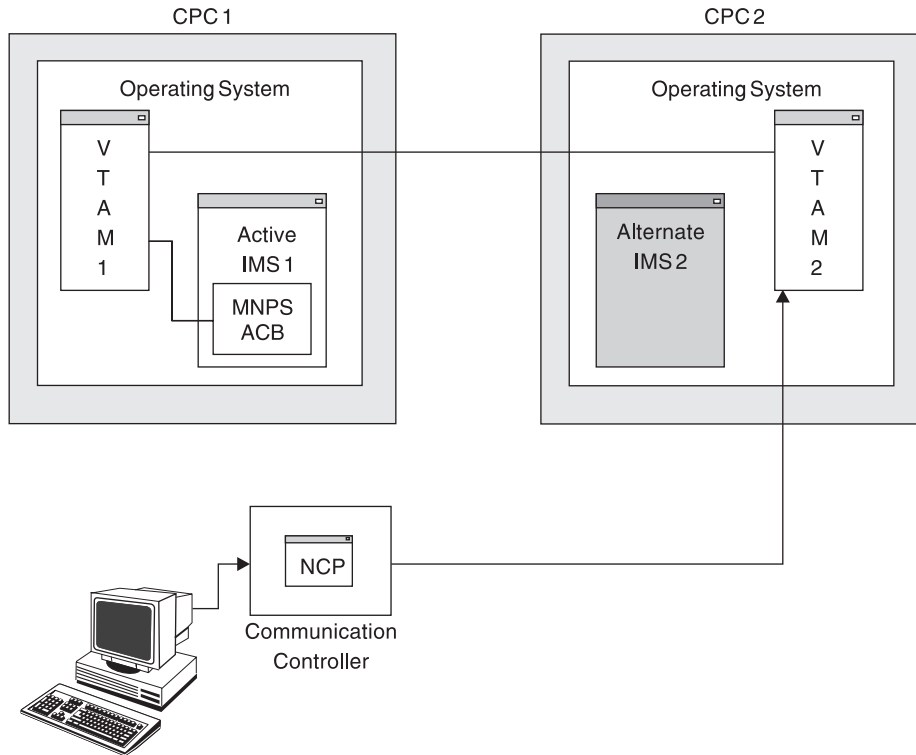 CPC 1
Operating System
V
T
A
M
1
Active
IMS 1
MNPS
ACB
CPC 2
Operating System
Alternate
IMS 2
V
T
A
M
2
NCP
Communication
Controller